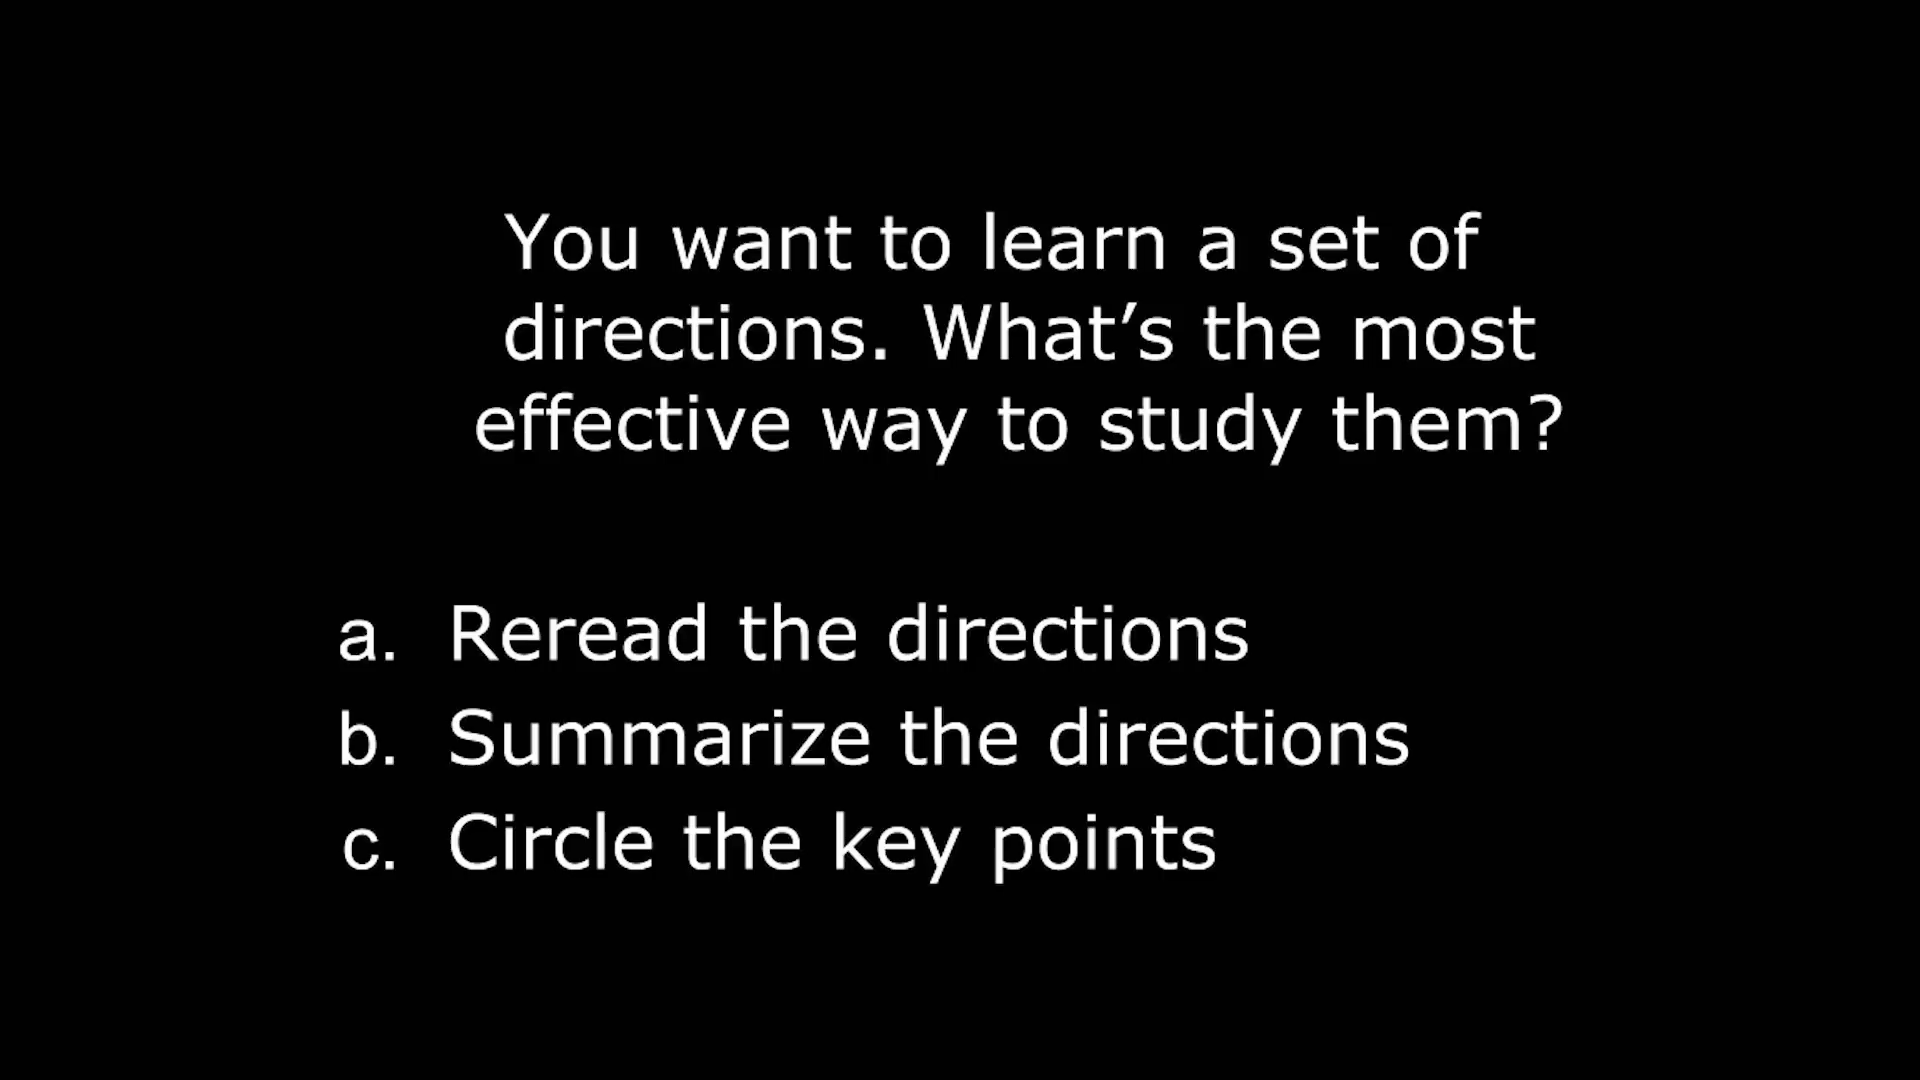 You want to learn a set of
directions. What’s the most
effective way to study them?
a. Reread the directions
b. Summarize the directions
c. Circle the key points